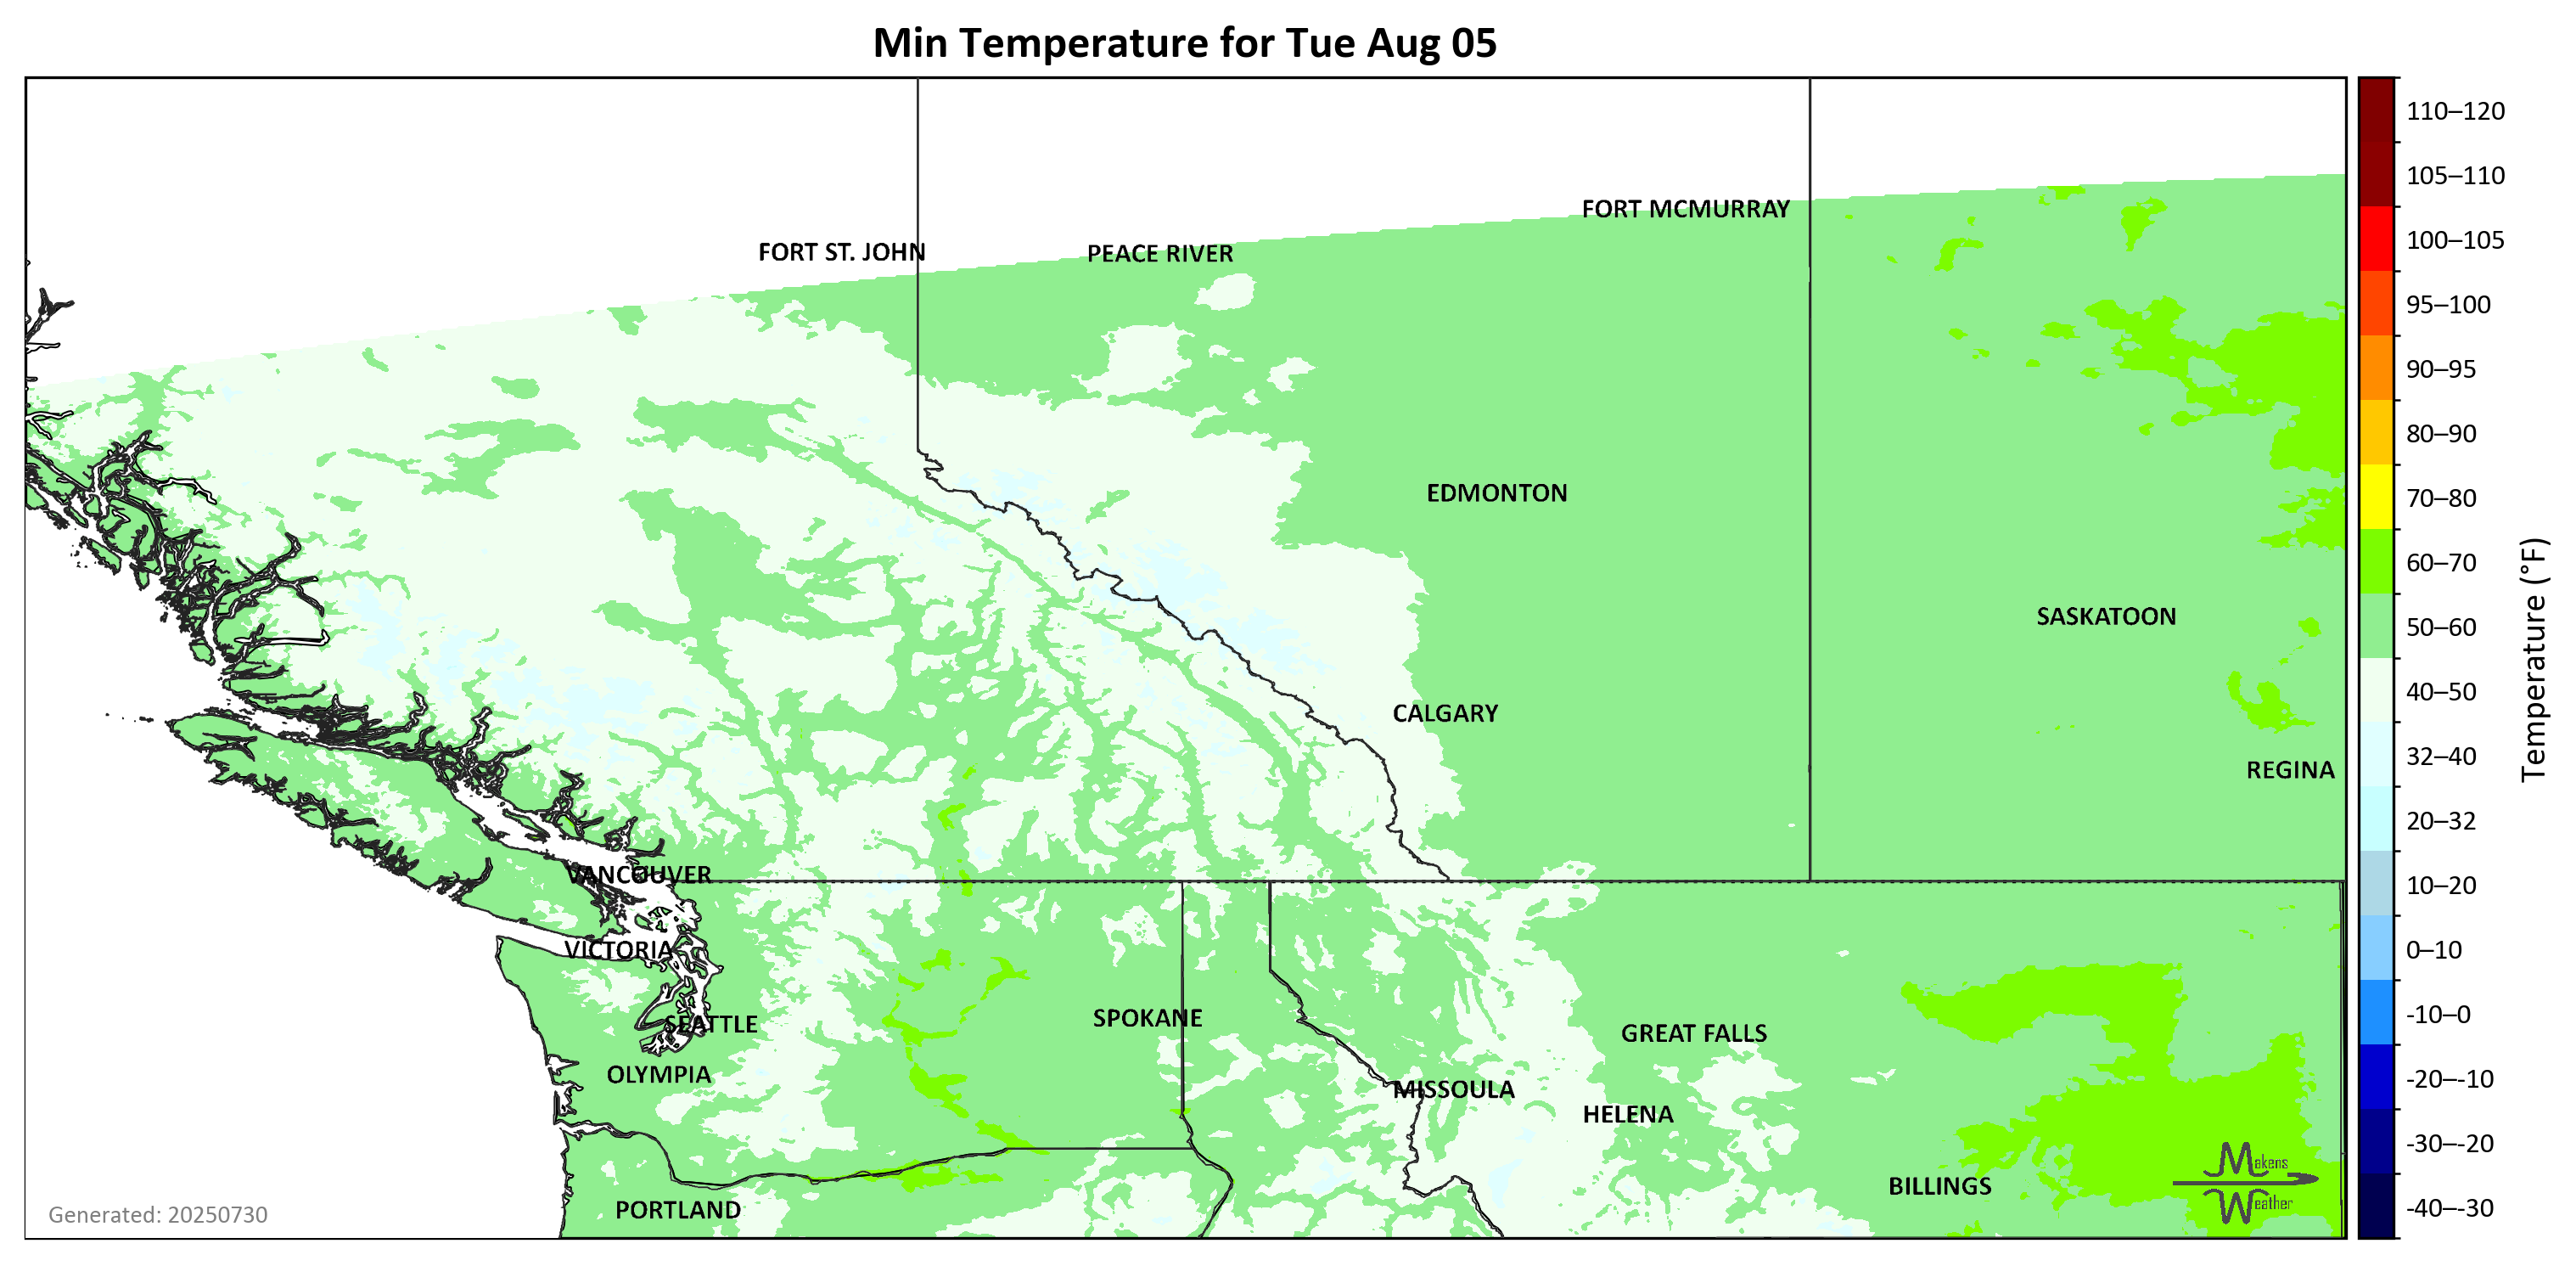 Min Temperature for Tue Aug 05
110–120
105–110
FORT MCMURRAY
100–105
FORT ST. JOHN
PEACE RIVER
95–100
90–95
80–90
EDMONTON
70–80
60–70
SASKATOON
50–60
Temperature (°F)
40–50
CALGARY
32–40
REGINA
20–32
VANCOUVER
10–20
VICTORIA
0–10
SEATTLE
SPOKANE
GREAT FALLS
-10–0
OLYMPIA
MISSOULA
-20–-10
HELENA
-30–-20
Makens
Weather
BILLINGS
PORTLAND
-40–-30
Generated: 20250730